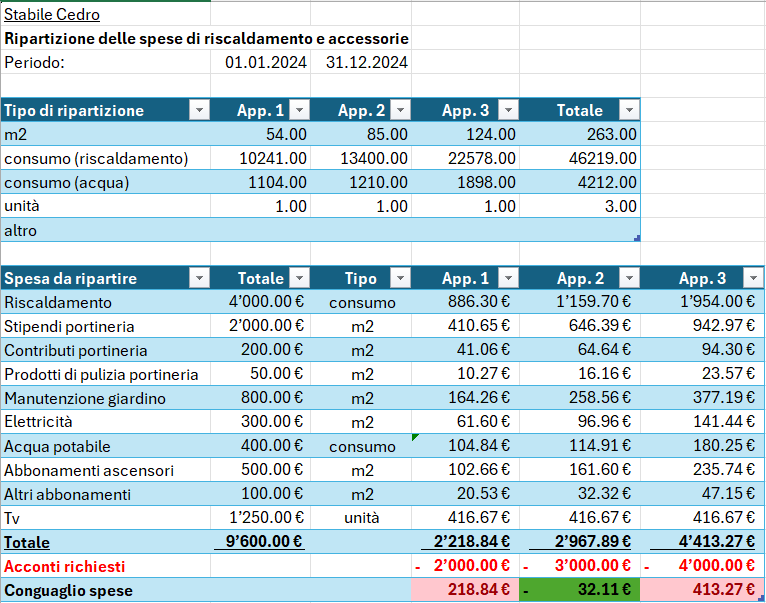 Stabile Cedro
Ripartizione delle spese di riscaldamento e accessorie
Periodo: 01.01.2024 31.12.2024
Tipo di ripartizione App. 1 App. 2 App. 3 Totale
m2 54.00 85.00 124.00 263.00
consumo (riscaldamento) 10241.00 13400.00 22578.00 46219.00
consumo (acqua) 1104.00 1210.00 1898.00 4212.00
unità 1.00 1.00 1.00 3.00
altro
Spesa da ripartire Totale Tipo App. 1 App. 2 App. 3
Riscaldamento 4’000.00 € consumo 886.30 € 1’159.70 € 1’954.00 €
Stipendi portineria 2’000.00 € m2 410.65 € 646.39 € 942.97 €
Contributi portineria 200.00 € m2 41.06 € 64.64 € 94.30 €
Prodotti di pulizia portineria 50.00 € m2 10.27 € 16.16 € 23.57 €
Manutenzione giardino 800.00 € m2 164.26 € 258.56 € 377.19 €
Elettricità 300.00 € m2 61.60 € 96.96 € 141.44 €
Acqua potabile 400.00 € consumo 104.84 € 114.91 € 180.25 €
Abbonamenti ascensori 500.00 € m2 102.66 € 161.60 € 235.74 €
Altri abbonamenti 100.00 € m2 20.53 € 32.32 € 47.15 €
Tv 1’250.00 € unità 416.67 € 416.67 € 416.67 €
Totale 9’600.00 € 2’218.84 € 2’967.89 € 4’413.27 €
Acconti richiesti - 2’000.00 € - 3’000.00 € - 4’000.00 €
Conguaglio spese 218.84 € - 32.11 € 413.27 €